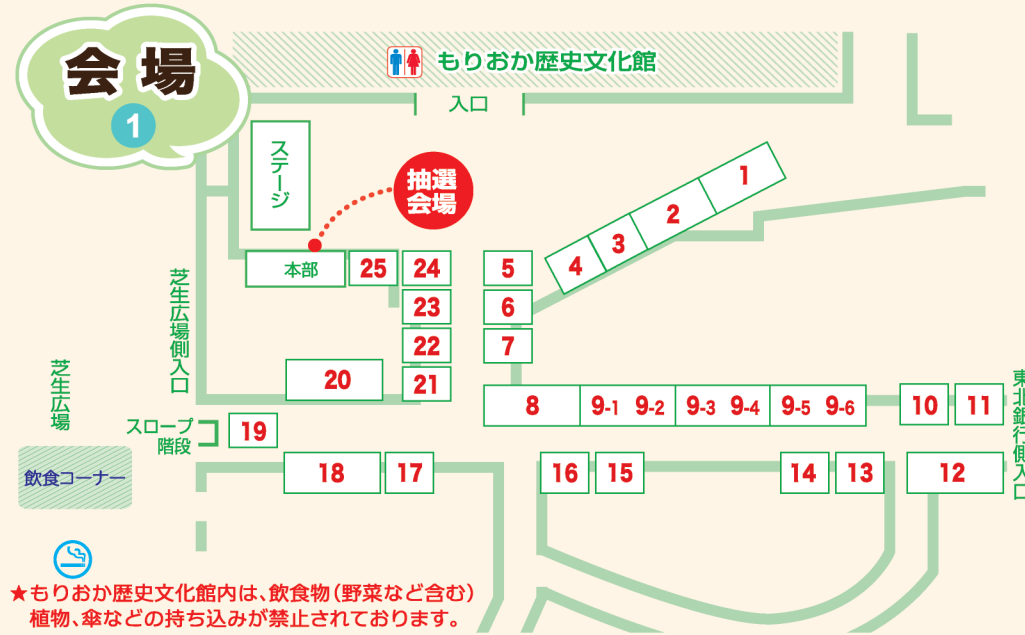 会場
1
もりおか歴史文化館
入口
ステージ
抽選
会場
1
2
3
4
本部
25
24
5
23
6
22
7
芝生広場側入口
20
21
8
9-1 9-2
9-3 9-4
9-5 9-6
10
11
東北銀行側入口
芝生広場
スロープ
階段
19
18
17
16
15
14
13
12
飲食コーナー
★もりおか歴史文化館内は、飲食物(野菜など含む)
植物、傘などの持ち込みが禁止されております。